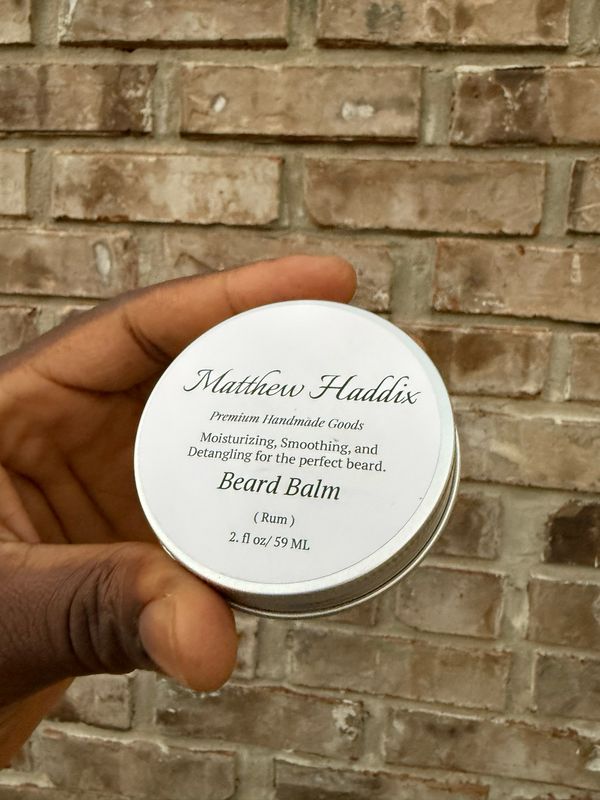 Matthew Haddix
Premium Handmade Goods
Moisturizing, Smoothing, and
Detangling for the perfect beard.
Beard Balm
( Rum )
2. fl oz/ 59 ML